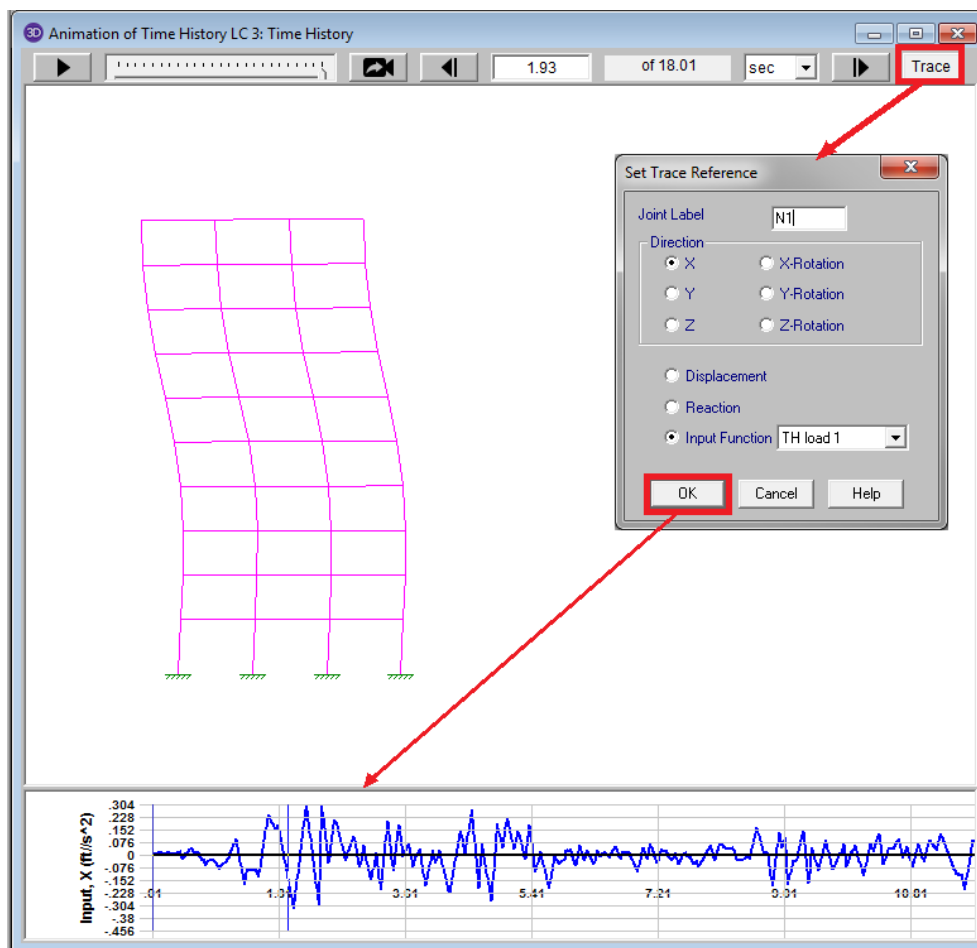 3D Animation of Time History LC 3: Time History
1.93 of 18.01 sec Trace
Set Trace Reference
Joint Label N1
Direction
X X-Rotation
Y Y-Rotation
Z Z-Rotation
Displacement
Reaction
Input Function TH load 1
OK Cancel Help
Input, X (ft//s^2)
.304
.228
.152
.076
0
-.076
-.152
-.228 .01 3.61 5.41 7.21 10.81
-.304
-.38
-.456